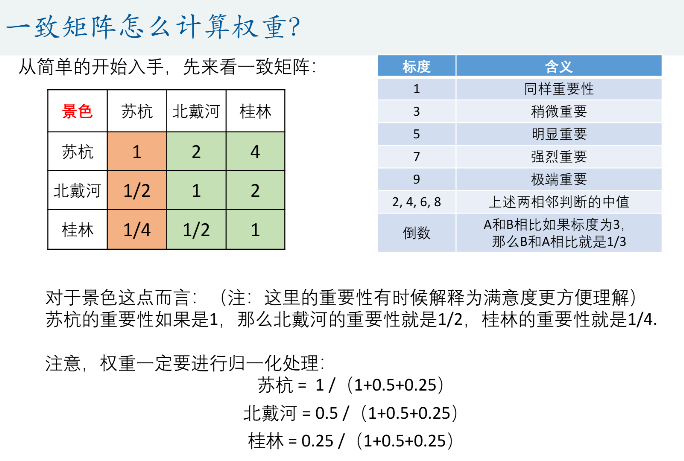 一致矩阵怎么计算权重?
从简单的开始入手，先来看一致矩阵：
景色 苏杭 北戴河 桂林
苏杭 1 2 4
北戴河 1/2 1 2
桂林 1/4 1/2 1
标度 含义
1 同样重要性
3 稍微重要
5 明显重要
7 强烈重要
9 极端重要
2, 4, 6, 8 上述两相邻判断的中值
倒数 A和B相比如果标度为3，
那么B和A相比就是1/3
对于景色这点而言：（注：这里的重要性有时候解释为满意度更方便理解）
苏杭的重要性如果是1，那么北戴河的重要性就是1/2，桂林的重要性就是1/4.
注意，权重一定要进行归一化处理：
苏杭 = 1 /（1+0.5+0.25）
北戴河 = 0.5 /（1+0.5+0.25）
桂林 = 0.25 /（1+0.5+0.25）